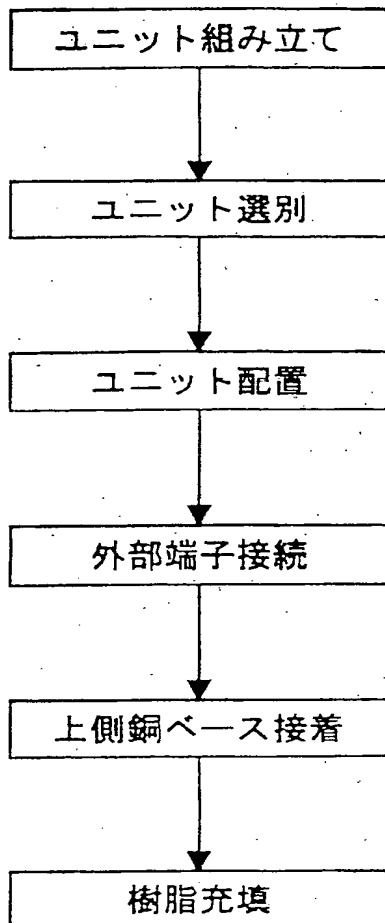 ユニット組み立て
ユニット選別
ユニット配置
外部端子接続
上側銅ベース接着
樹脂充填